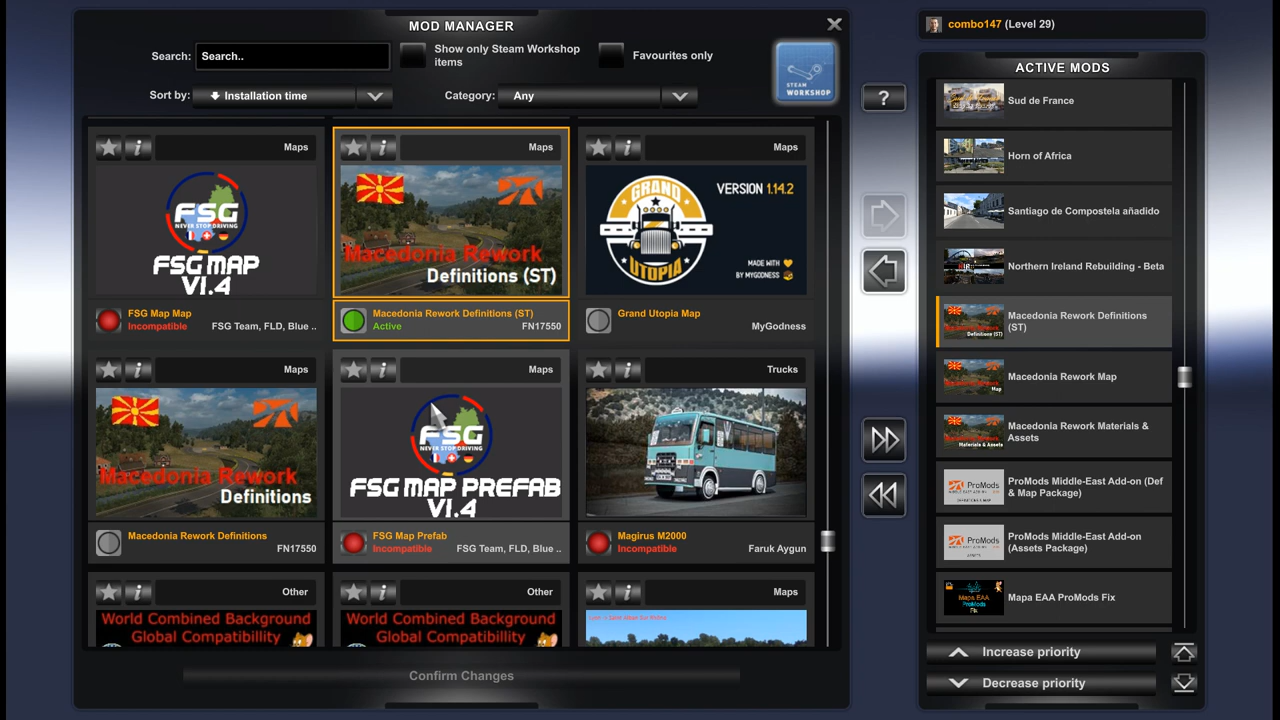 MOD MANAGER
Search:
Search..
Show only Steam Workshop
items
Favourites only
STEAM
WORKSHOP
Sort by:
Installation time
Category:
Any
Maps
FSG
NEVER STOP DRIVING
FSG MAP
V1.4
FSG Map Map
Incompatible
FSG Team, FLD, Blue ..
Maps
Macedonia Rework
Definitions (ST)
Macedonia Rework Definitions (ST)
Active
FN17550
Maps
GRAND
UTOPIA
VERSION 1.14.2
MADE WITH
BY MYGODNESS
Grand Utopia Map
MyGodness
Maps
Macedonia Rework
Definitions
Macedonia Rework Definitions
FN17550
Maps
FSG
NEVER STOP DRIVING
FSG MAP PREFAB
V1.4
FSG Map Prefab
Incompatible
FSG Team, FLD, Blue ..
Trucks
Magirus M2000
Incompatible
Faruk Aygun
Other
World Combined Background
Global Compatibillity
Other
World Combined Background
Global Compatibillity
Maps
Confirm Changes
?
combo147 (Level 29)
ACTIVE MODS
Sud de France
Horn of Africa
Santiago de Compostela añadido
Northern Ireland Rebuilding - Beta
Macedonia Rework Definitions
(ST)
Macedonia Rework Map
Macedonia Rework Materials &
Assets
ProMods Middle-East Add-on (Def
& Map Package)
ProMods Middle-East Add-on
(Assets Package)
Mapa EAA ProMods Fix
Increase priority
Decrease priority